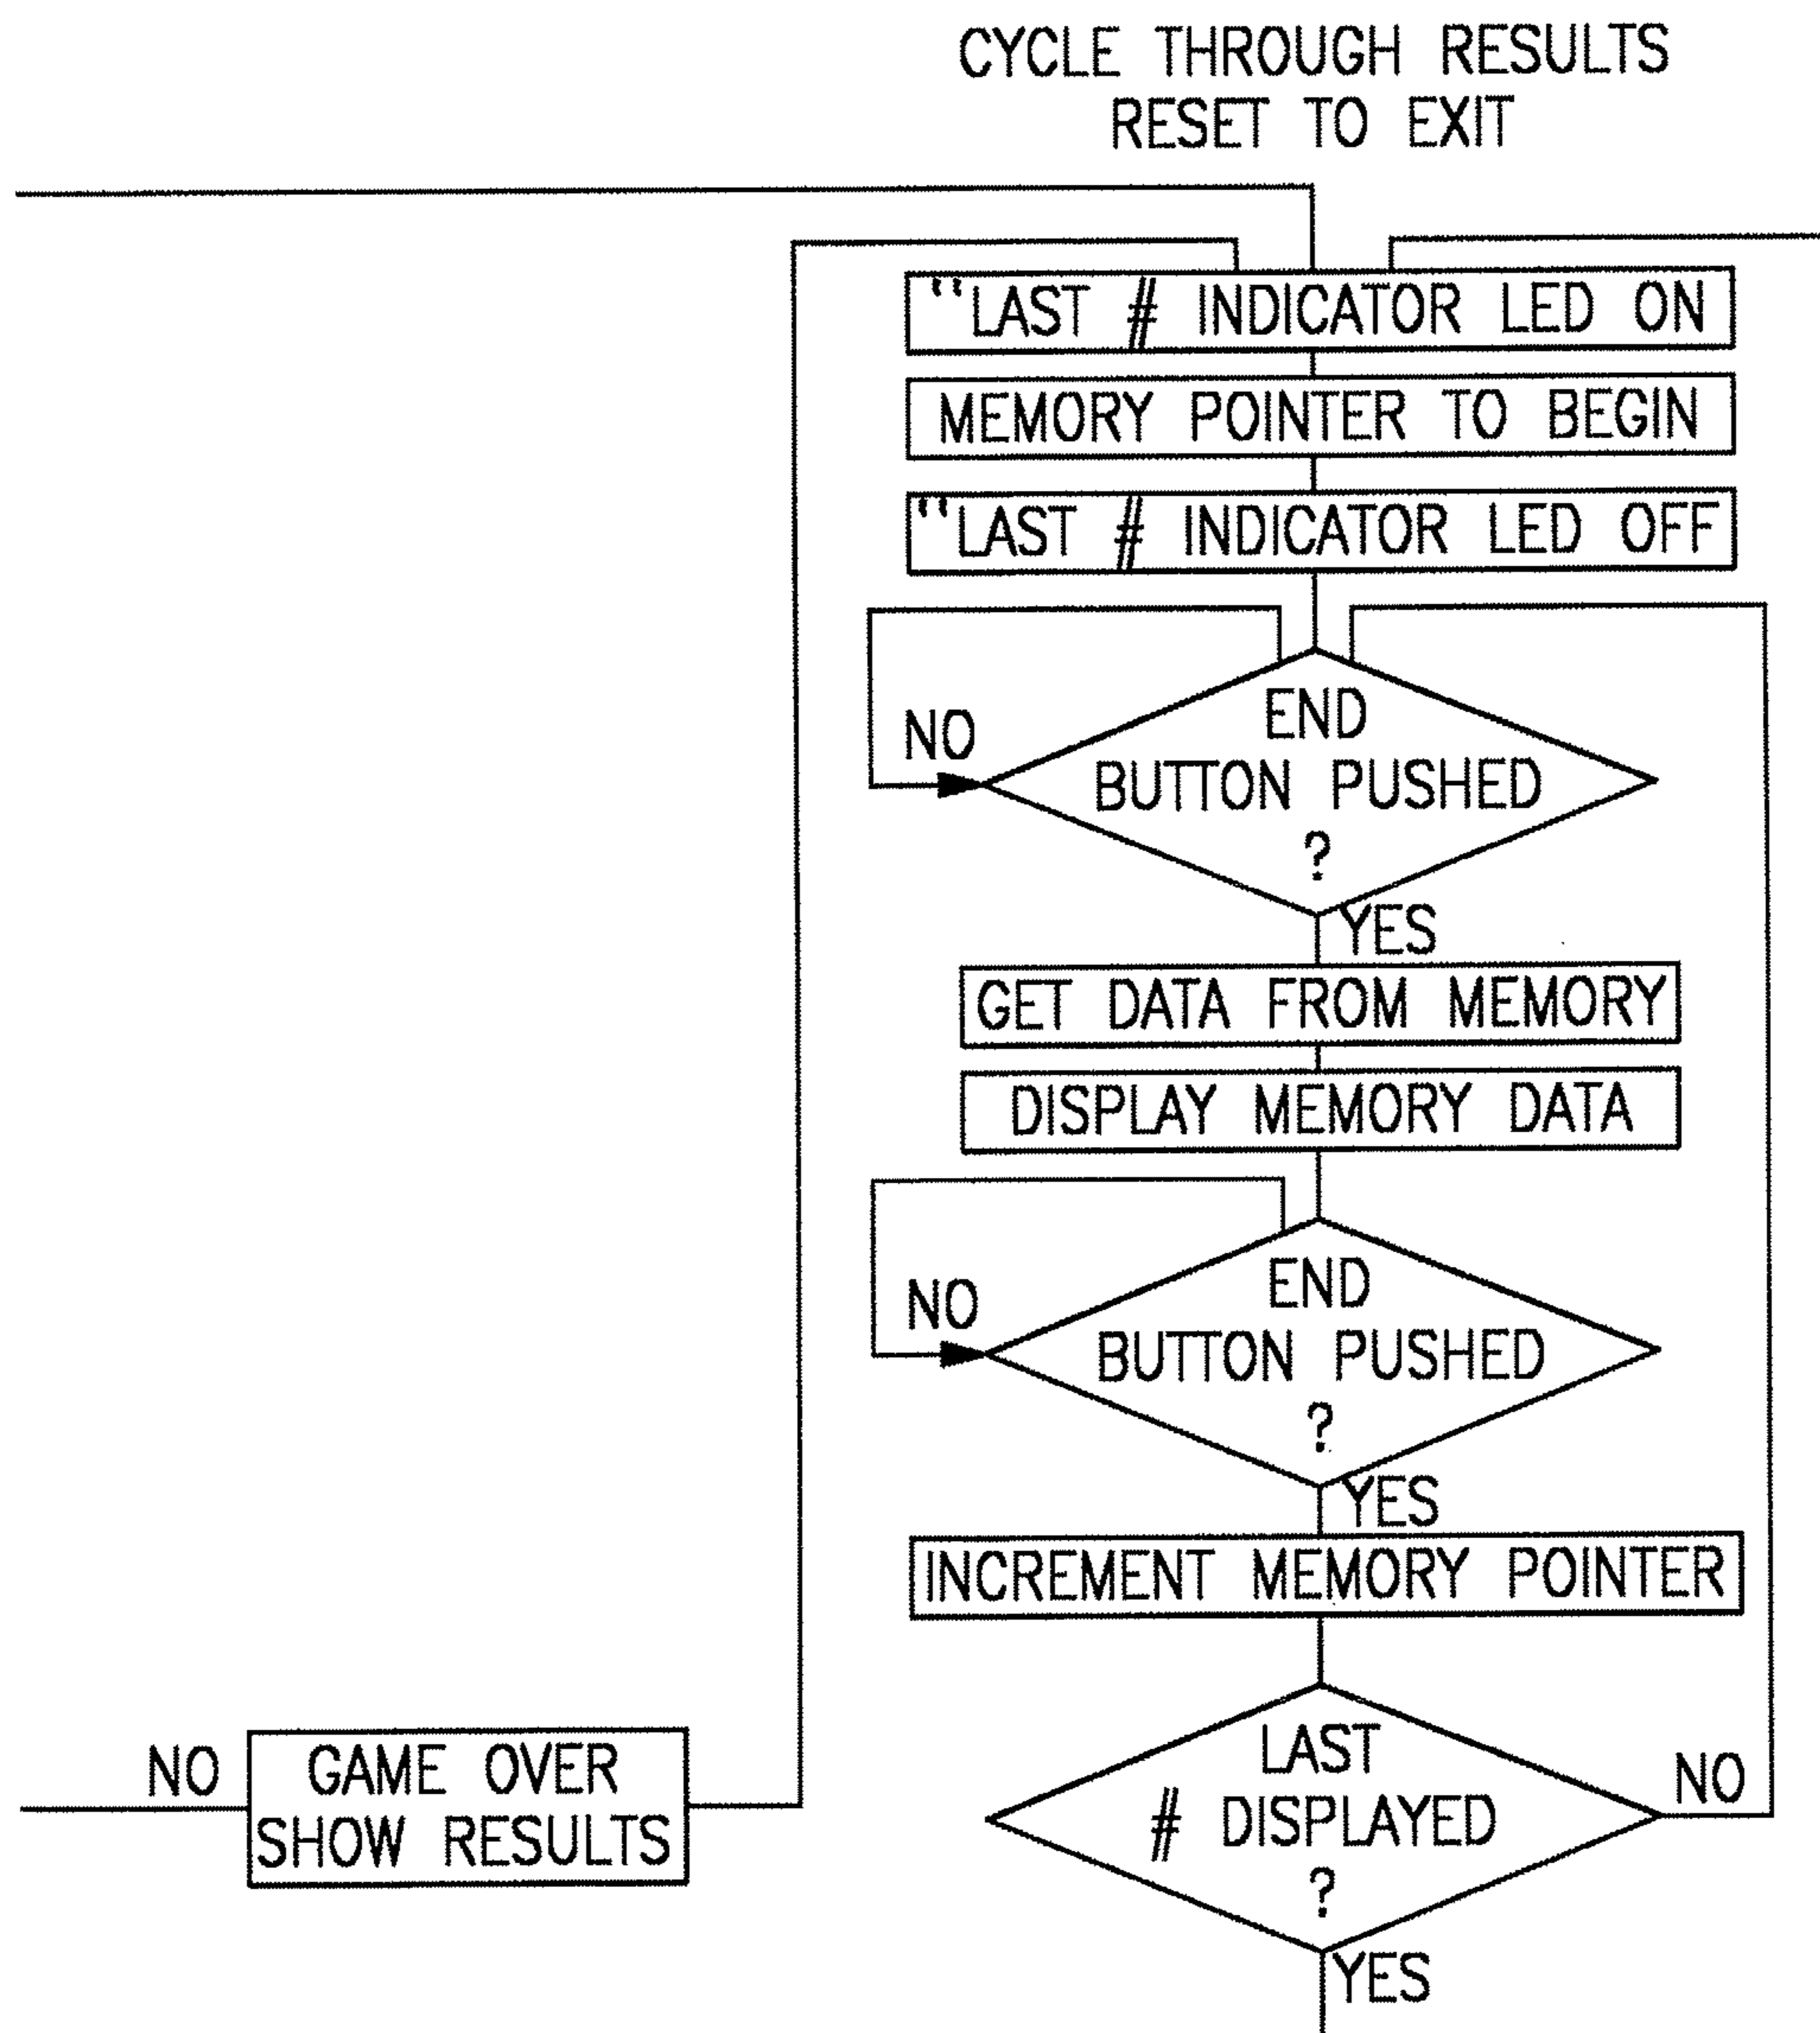 CYCLE THROUGH RESULTS
RESET TO EXIT
"LAST # INDICATOR LED ON
MEMORY POINTER TO BEGIN
"LAST # INDICATOR LED OFF
END
NO
BUTTON PUSHED
?
YES
GET DATA FROM MEMORY
DISPLAY MEMORY DATA
END
NO
BUTTON PUSHED
?
YES
INCREMENT MEMORY POINTER
LAST
NO
# DISPLAYED
?
YES
NO
GAME OVER
SHOW RESULTS